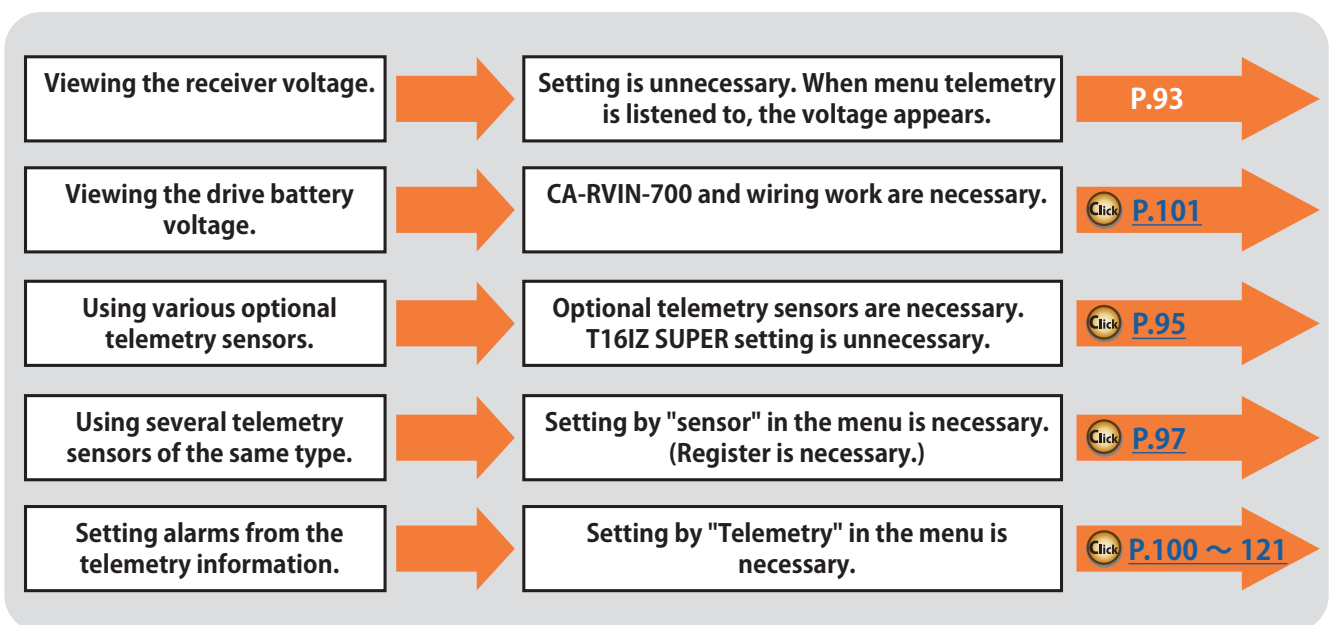 Viewing the receiver voltage.
Setting is unnecessary. When menu telemetry
is listened to, the voltage appears.
P.93
Viewing the drive battery
voltage.
CA-RVIN-700 and wiring work are necessary.
Click P.101
Using various optional
telemetry sensors.
Optional telemetry sensors are necessary.
T16IZ SUPER setting is unnecessary.
Click P.95
Using several telemetry
sensors of the same type.
Setting by "sensor" in the menu is necessary.
(Register is necessary.)
Click P.97
Setting alarms from the
telemetry information.
Setting by "Telemetry" in the menu is
necessary.
Click P.100 ～ 121